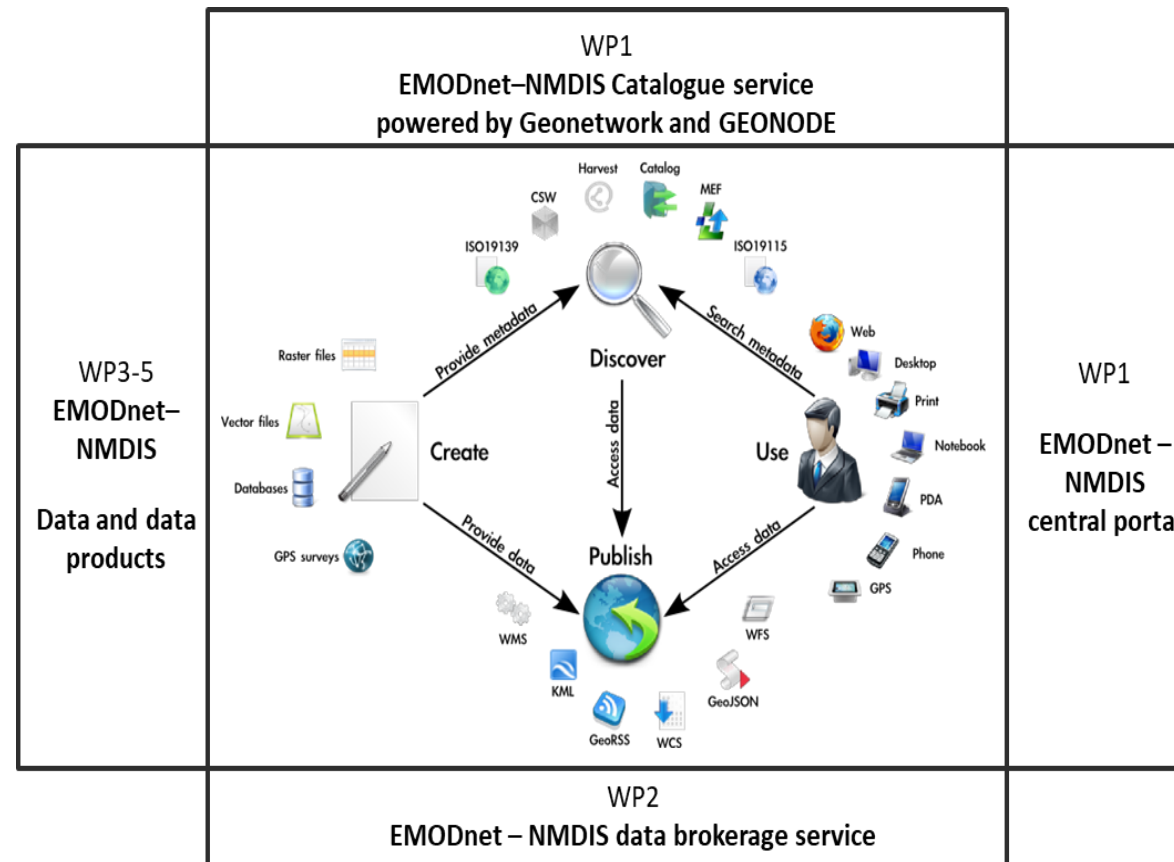 WP1
EMODnet–NMDIS Catalogue service
powered by Geonetwork and GEONODE
Harvest
Catalog
CSW
MEF
ISO19139
ISO19115
Provide metadata
Search metadata
Web
Raster files
Discover
Desktop
WP3-5
EMODnet–
NMDIS
Data and data
products
Print
WP1
EMODnet –
NMDIS
central porta
Vector files
Create
Access data
Use
Notebook
Databases
PDA
Provide data
Access data
GPS surveys
Publish
Phone
GPS
WMS
WFS
KML
GeoJSON
GeoRSS
WCS
WP2
EMODnet – NMDIS data brokerage service